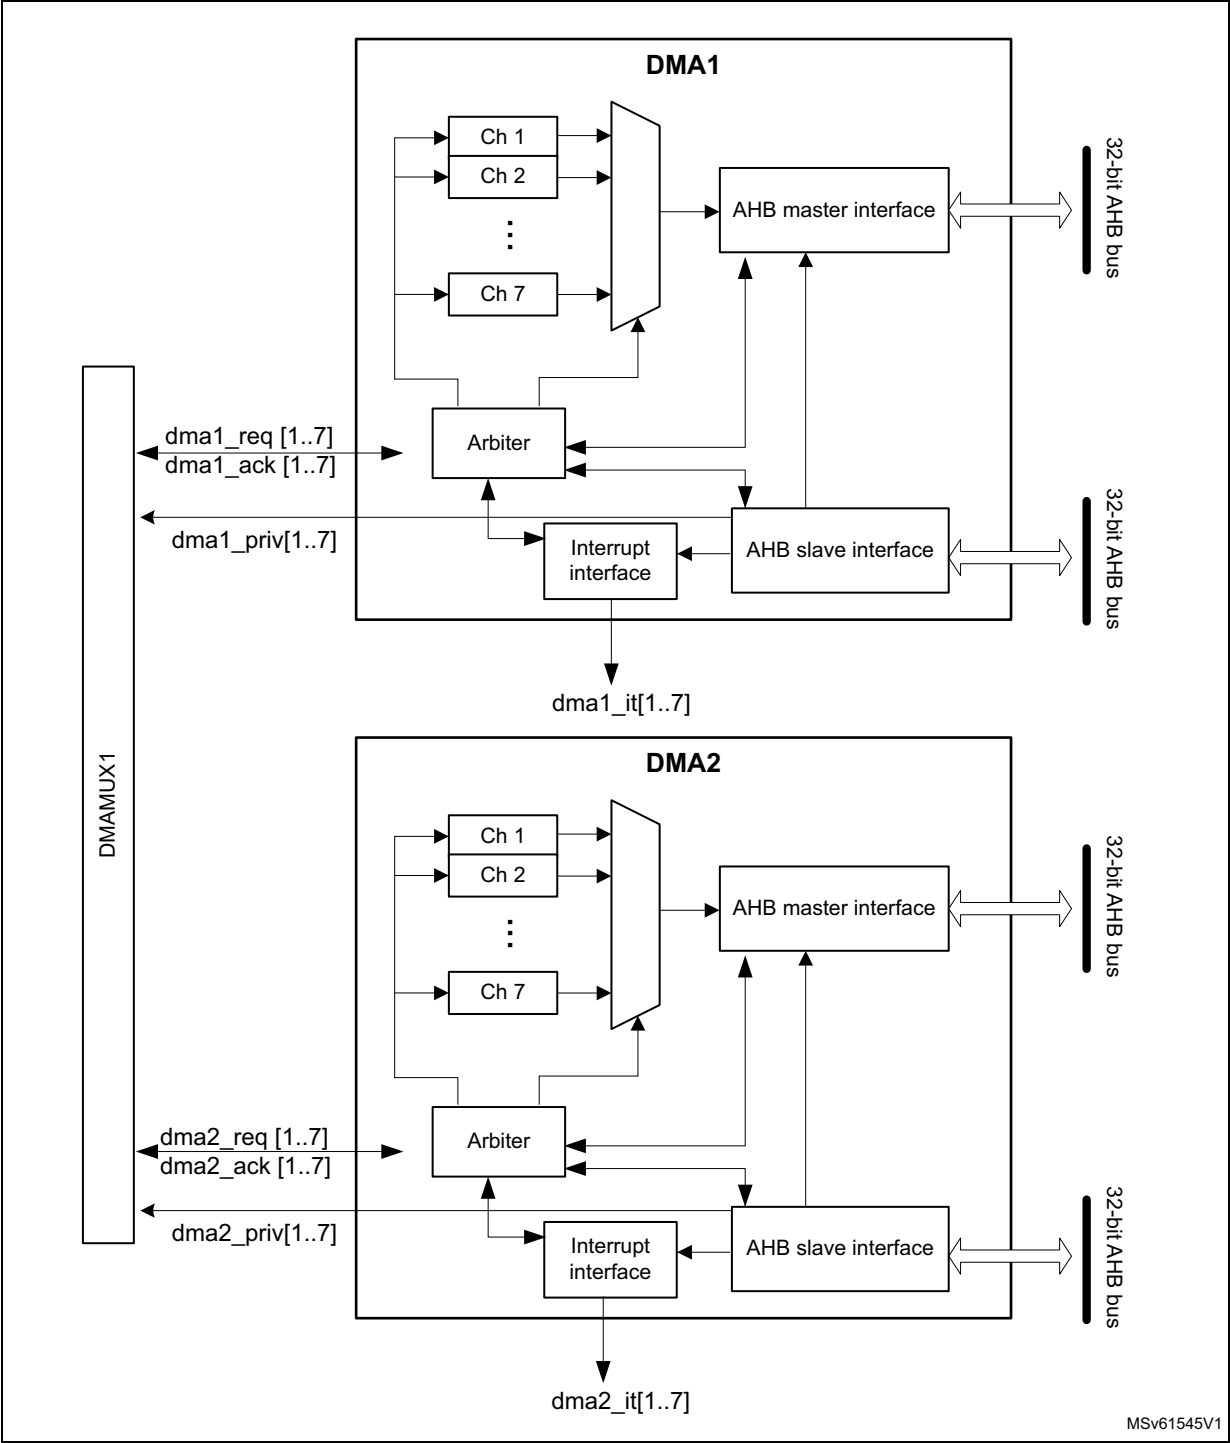 DMA1
Ch 1
Ch 2
⋮
Ch 7
AHB master interface
32-bit AHB bus
Arbiter
dma1_req [1..7]
dma1_ack [1..7]
dma1_priv[1..7]
Interrupt
interface
AHB slave interface
32-bit AHB bus
dma1_it[1..7]
DMAMUX1
DMA2
Ch 1
Ch 2
⋮
Ch 7
AHB master interface
32-bit AHB bus
Arbiter
dma2_req [1..7]
dma2_ack [1..7]
dma2_priv[1..7]
Interrupt
interface
AHB slave interface
32-bit AHB bus
dma2_it[1..7]
MSv61545V1